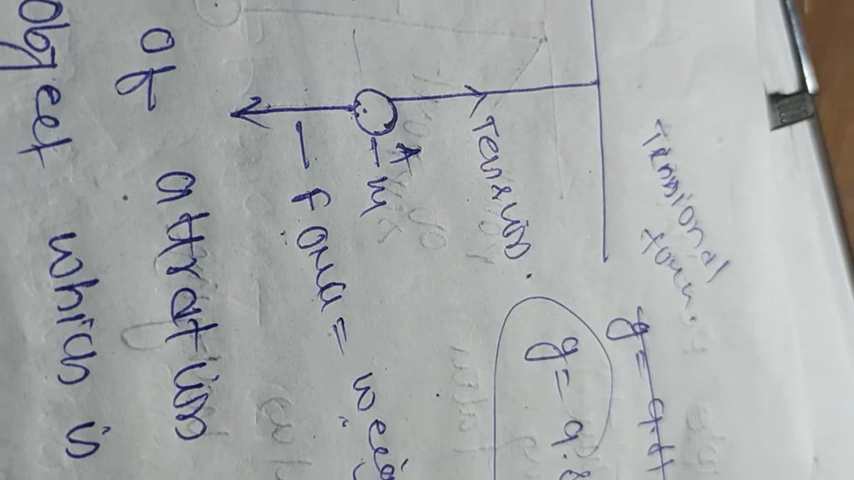 Tensional
force.
g = 9.8
Tension.
A
m
Force = weig
of attration
object which is